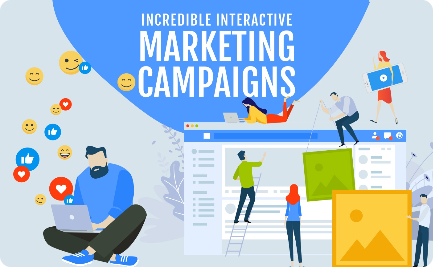 INCREDIBLE INTERACTIVE
MARKETING
CAMPAIGNS